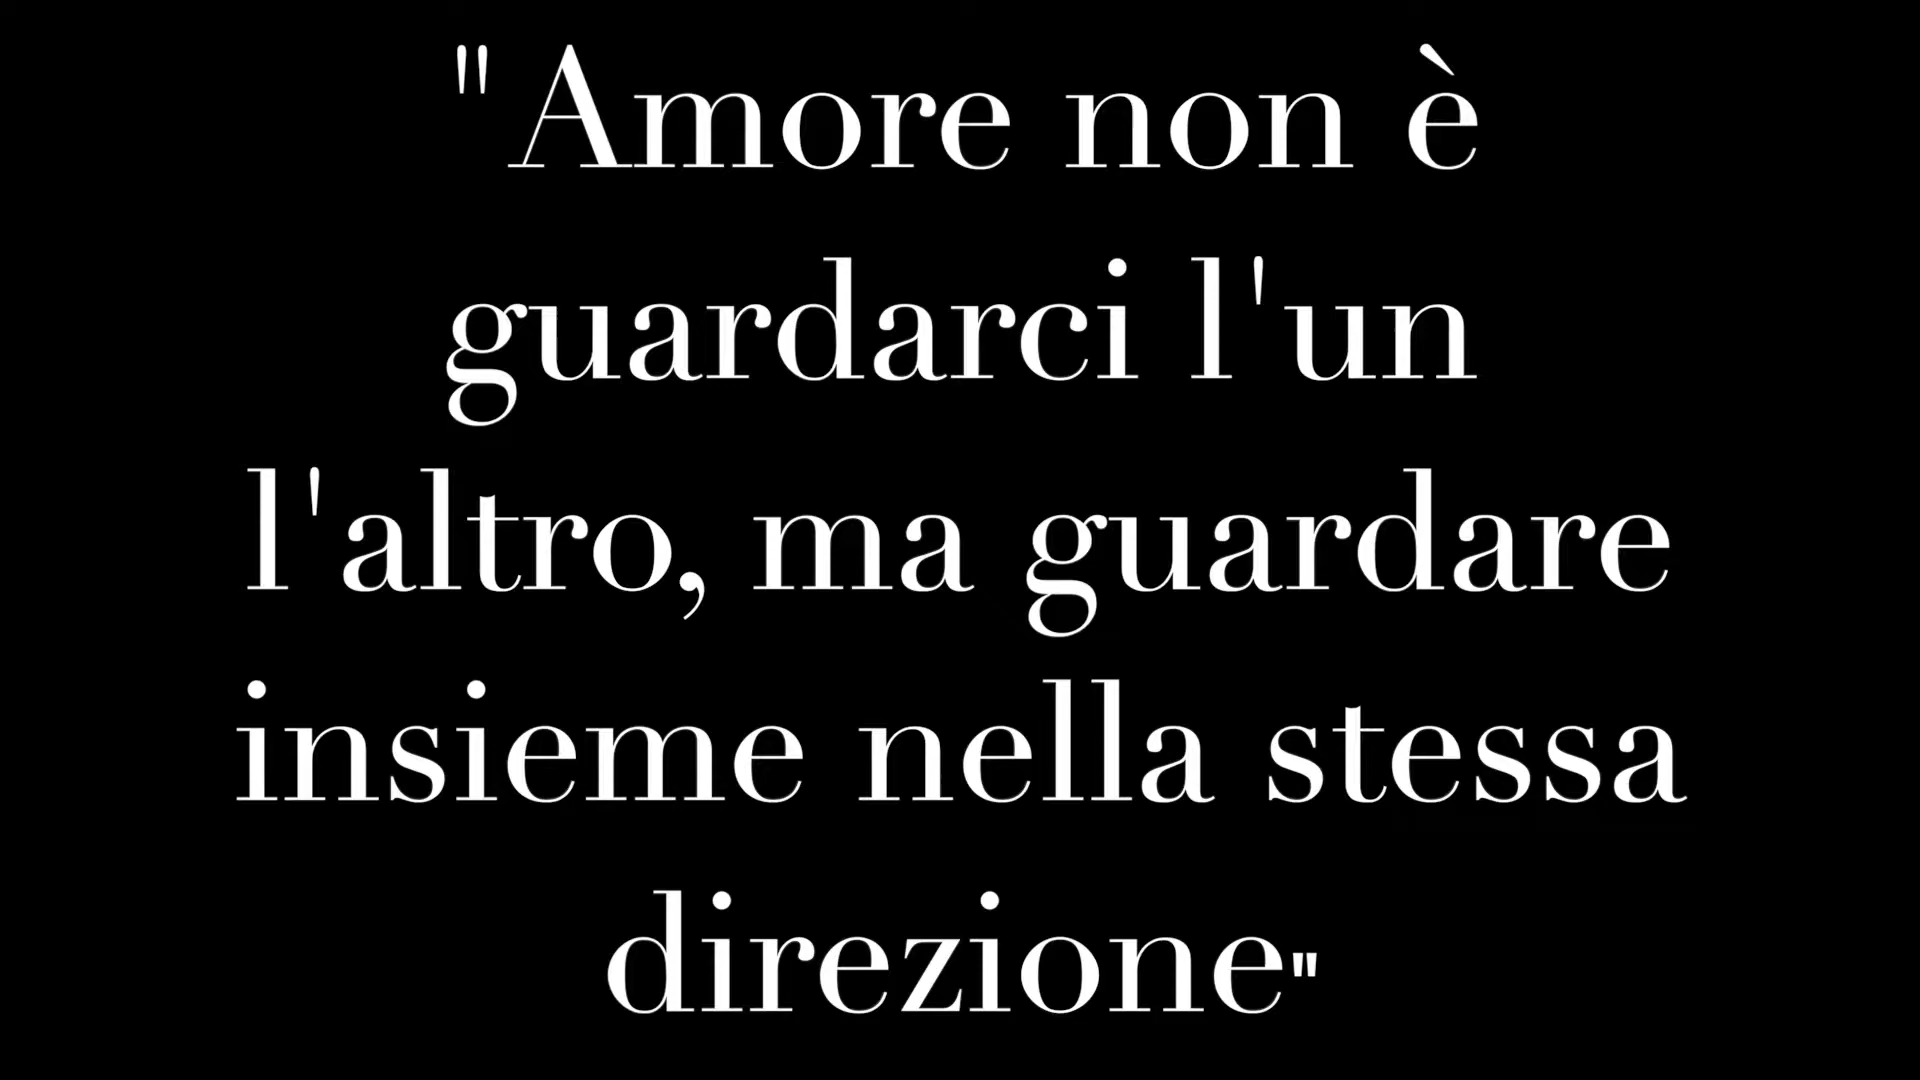 "Amore non è
guardarci l'un
l'altro, ma guardare
insieme nella stessa
direzione"